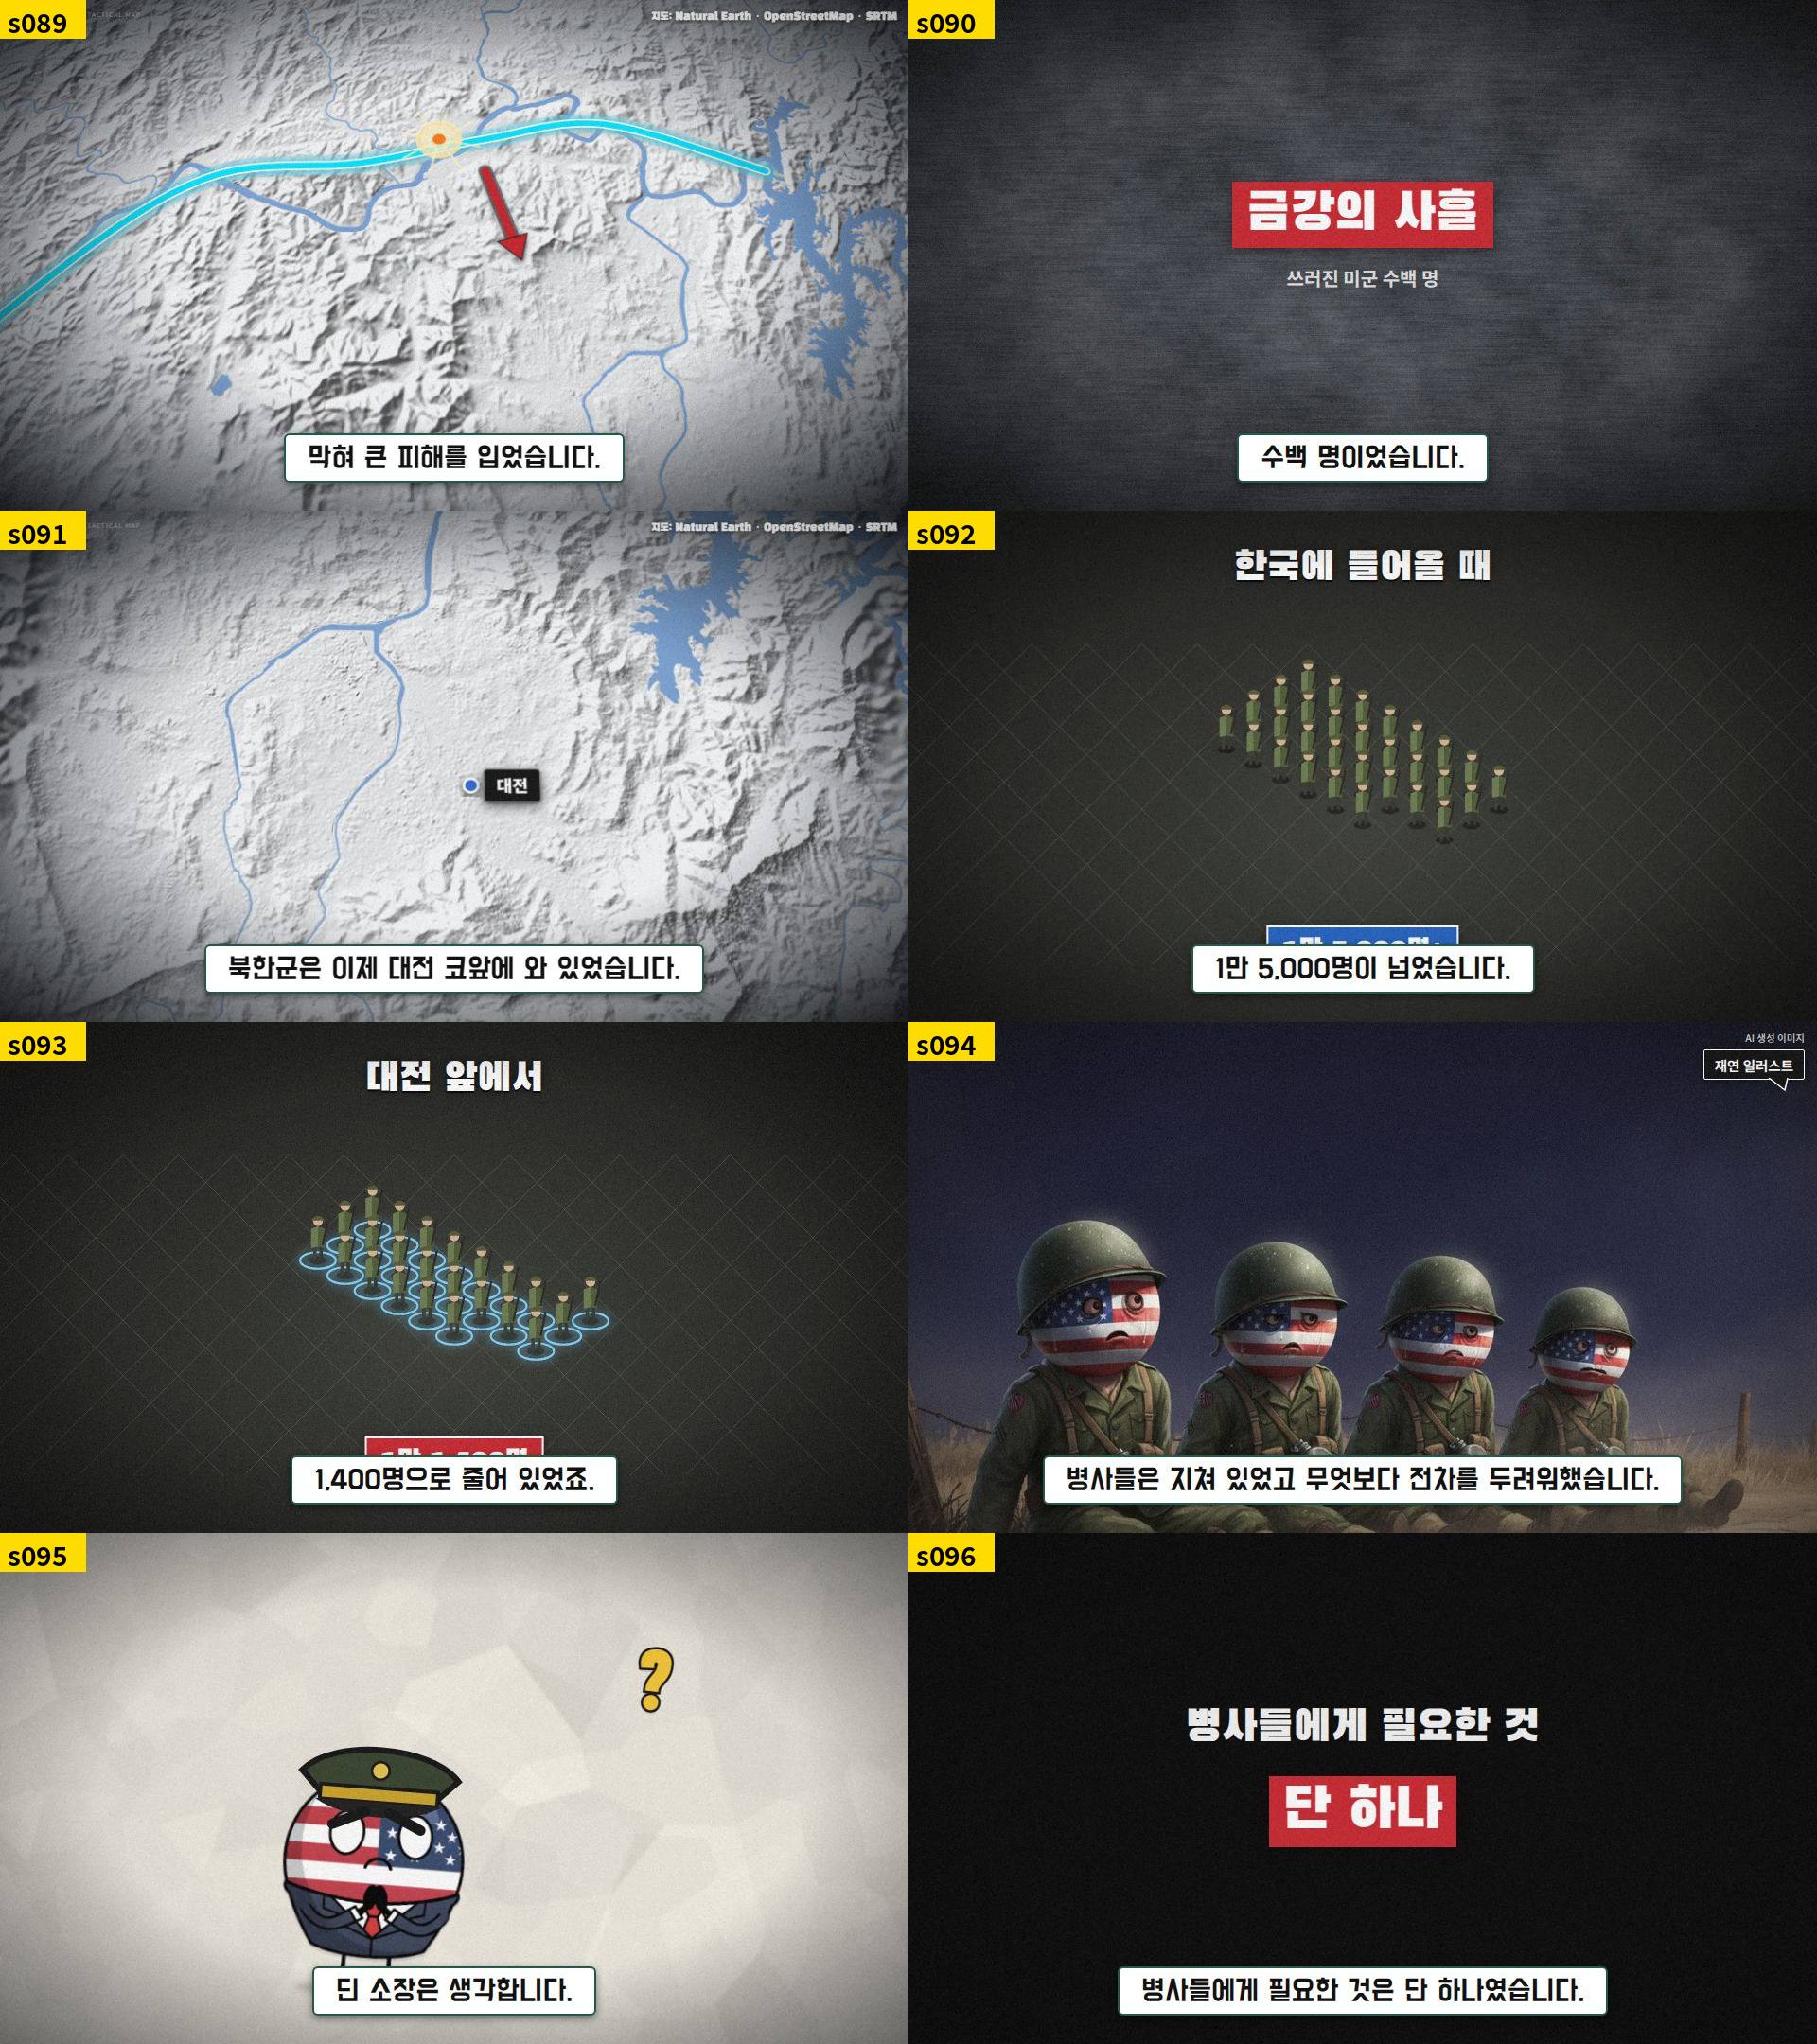 s089
TACTICAL MAP
지도: Natural Earth · OpenStreetMap · SRTM
막혀 큰 피해를 입었습니다.
s090
금강의 사흘
쓰러진 미군 수백 명
수백 명이었습니다.
s091
TACTICAL MAP
지도: Natural Earth · OpenStreetMap · SRTM
대전
북한군은 이제 대전 코앞에 와 있었습니다.
s092
한국에 들어올 때
1만 5,000명이 넘었습니다.
s093
대전 앞에서
1,400명으로 줄어 있었죠.
s094
AI 생성 이미지
재연 일러스트
병사들은 지쳐 있었고 무엇보다 전차를 두려워했습니다.
s095
?
딘 소장은 생각합니다.
s096
병사들에게 필요한 것
단 하나
병사들에게 필요한 것은 단 하나였습니다.